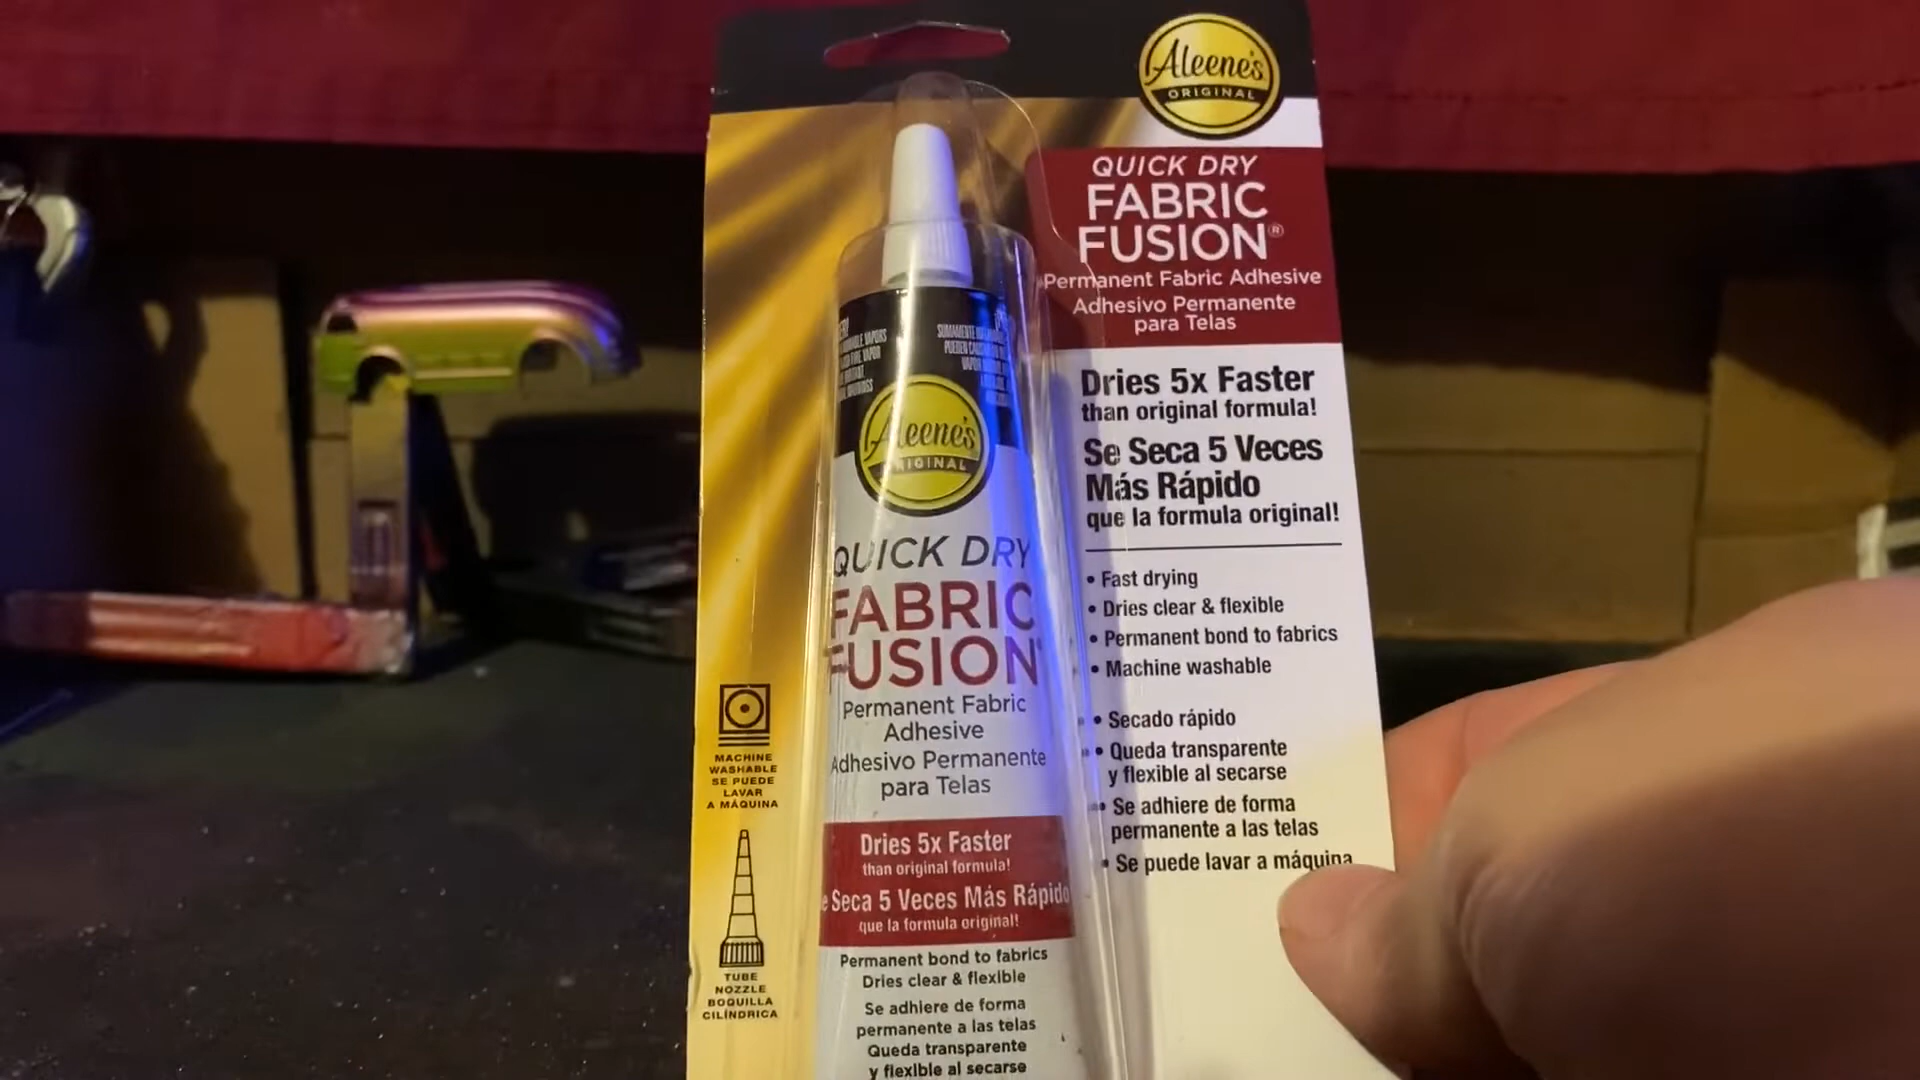 Aleene's
ORIGINAL
QUICK DRY
FABRIC
FUSION®
Permanent Fabric Adhesive
Adhesivo Permanente
para Telas
Dries 5x Faster
than original formula!
Se Seca 5 Veces
Más Rápido
que la formula original!
• Fast drying
• Dries clear & flexible
• Permanent bond to fabrics
• Machine washable
• Secado rápido
• Queda transparente
y flexible al secarse
• Se adhiere de forma
permanente a las telas
• Se puede lavar a máquina
VAPORS
VAPOR
SUMAMENTE
PUEDEN
Aleene's
ORIGINAL
QUICK DRY
FABRIC
FUSION
Permanent Fabric
Adhesive
Adhesivo Permanente
para Telas
Dries 5x Faster
than original formula!
e Seca 5 Veces Más Rápido
que la formula original!
Permanent bond to fabrics
Dries clear & flexible
Se adhiere de forma
permanente a las telas
Queda transparente
y flexible al secarse
MACHINE
WASHABLE
SE PUEDE
LAVAR
A MÁQUINA
TUBE
NOZZLE
BOQUILLA
CILÍNDRICA